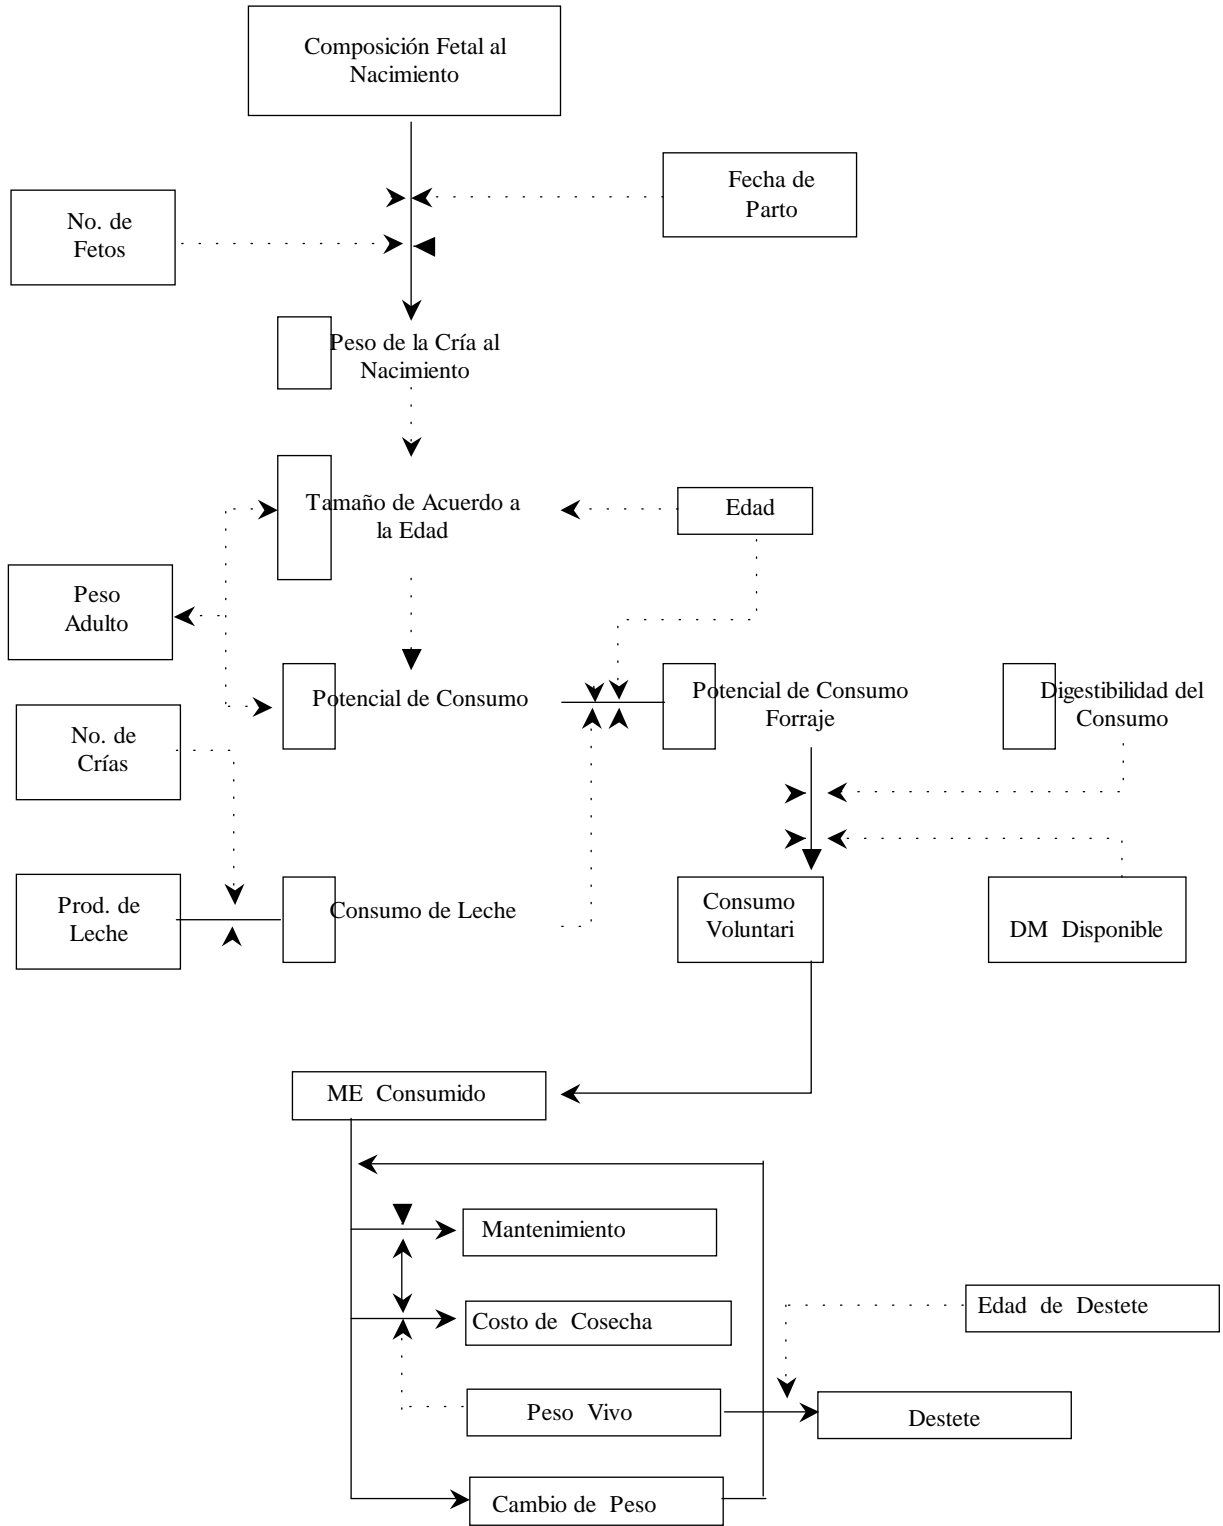 Composición Fetal al
Nacimiento
Fecha de
Parto
No. de
Fetos
Peso de la Cría al
Nacimiento
Tamaño de Acuerdo a
la Edad
Edad
Peso
Adulto
Potencial de Consumo
Potencial de Consumo
Forraje
Digestibilidad del
Consumo
No. de
Crías
Prod. de
Leche
Consumo de Leche
Consumo
Voluntari
DM Disponible
ME Consumido
Mantenimiento
Costo de Cosecha
Edad de Destete
Peso Vivo
Destete
Cambio de Peso